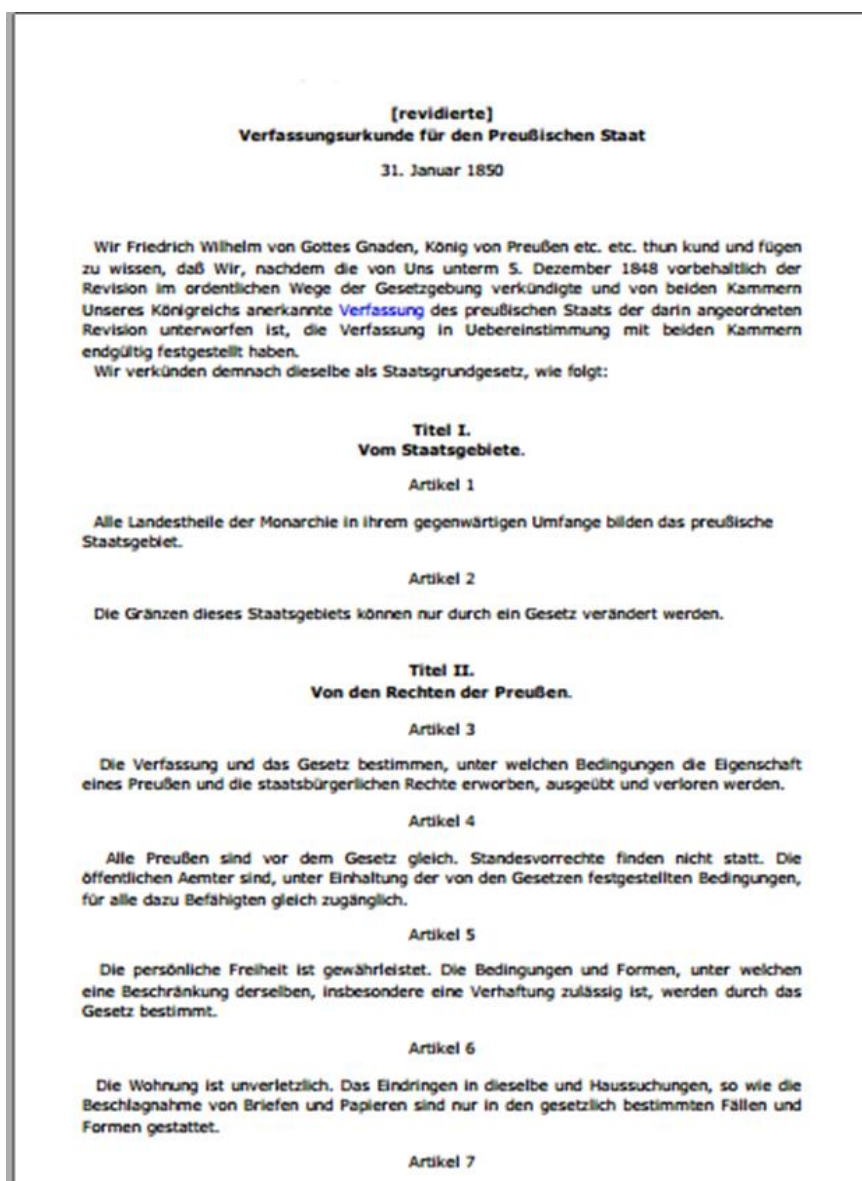 [revidierte]
Verfassungsurkunde für den Preußischen Staat
31. Januar 1850
Wir Friedrich Wilhelm von Gottes Gnaden, König von Preußen etc. etc. thun kund und fügen
zu wissen, daß Wir, nachdem die von Uns unterm 5. Dezember 1848 vorbehaltlich der
Revision im ordentlichen Wege der Gesetzgebung verkündigte und von beiden Kammern
Unseres Königreichs anerkannte Verfassung des preußischen Staats der darin angeordneten
Revision unterworfen ist, die Verfassung in Uebereinstimmung mit beiden Kammern
endgültig festgestellt haben.
Wir verkünden demnach dieselbe als Staatsgrundgesetz, wie folgt:
Titel I.
Vom Staatsgebiete.
Artikel 1
Alle Landestheile der Monarchie in ihrem gegenwärtigen Umfange bilden das preußische
Staatsgebiet.
Artikel 2
Die Gränzen dieses Staatsgebiets können nur durch ein Gesetz verändert werden.
Titel II.
Von den Rechten der Preußen.
Artikel 3
Die Verfassung und das Gesetz bestimmen, unter welchen Bedingungen die Eigenschaft
eines Preußen und die staatsbürgerlichen Rechte erworben, ausgeübt und verloren werden.
Artikel 4
Alle Preußen sind vor dem Gesetz gleich. Standesvorrechte finden nicht statt. Die
öffentlichen Aemter sind, unter Einhaltung der von den Gesetzen festgestellten Bedingungen,
für alle dazu Befähigten gleich zugänglich.
Artikel 5
Die persönliche Freiheit ist gewährleistet. Die Bedingungen und Formen, unter welchen
eine Beschränkung derselben, insbesondere eine Verhaftung zulässig ist, werden durch das
Gesetz bestimmt.
Artikel 6
Die Wohnung ist unverletzlich. Das Eindringen in dieselbe und Haussuchungen, so wie die
Beschlagnahme von Briefen und Papieren sind nur in den gesetzlich bestimmten Fällen und
Formen gestattet.
Artikel 7